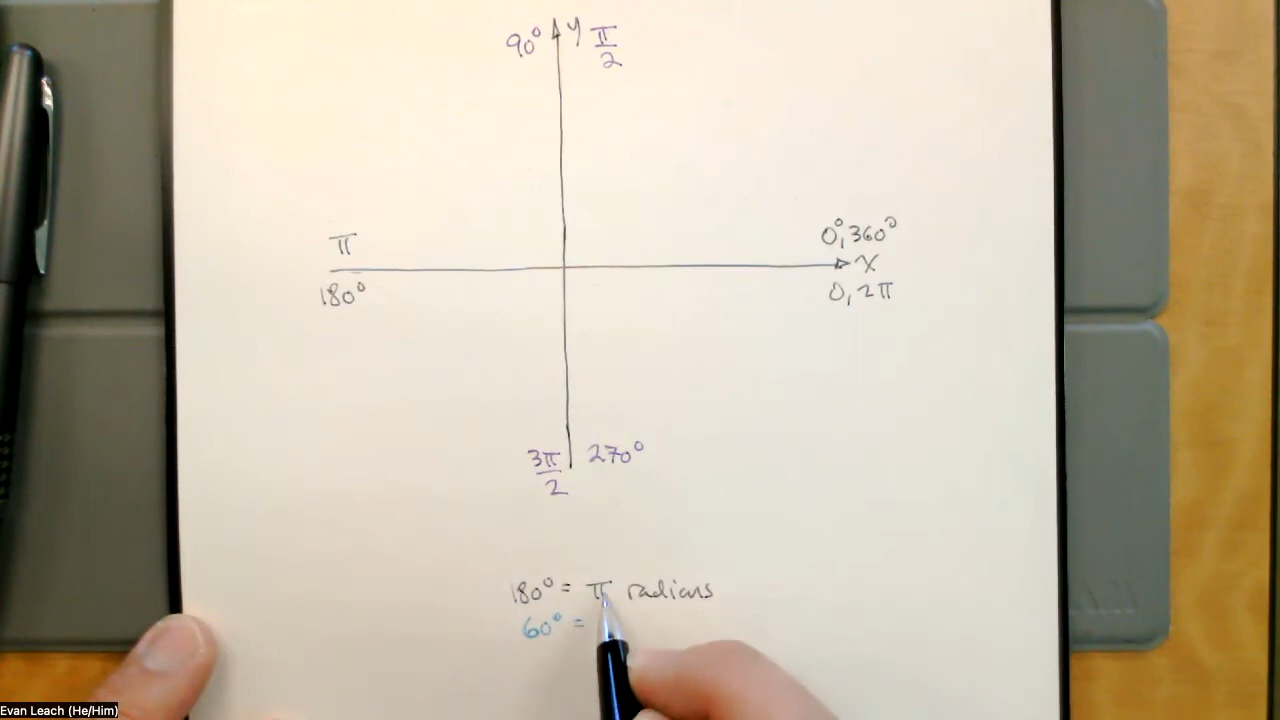 90° y π/2
0°, 360°
π
x
180°
0, 2π
3π/2 270°
180° = π radians
60° =
Evan Leach (He/Him)